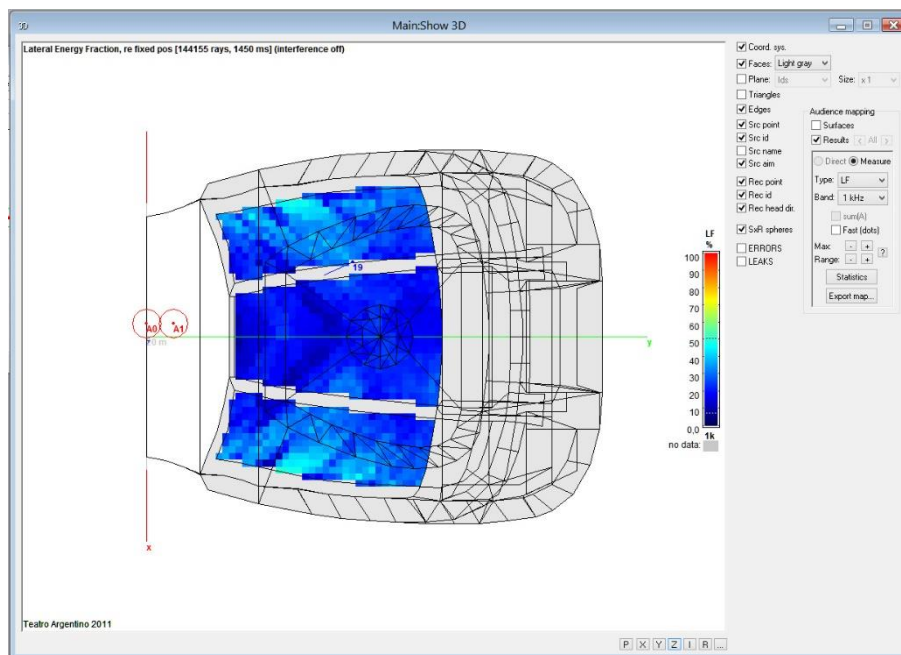 3D
Main:Show 3D
Lateral Energy Fraction, re fixed pos [144155 rays, 1450 ms] (interference off)
Coord. sys.
Faces: Light gray
Plane: lds Size: x 1
Triangles
Edges
Src point
Src id
Src name
Src aim
Rec point
Rec id
Rec head dir.
SxR spheres
ERRORS
LEAKS
Audience mapping
Surfaces
Results < All >
Direct Measure
Type: LF
Band: 1 kHz
sum(A)
Fast (dots)
Max: - +
Range: - + ?
Statistics
Export map...
19
A0 A1
0 m
y
x
LF
%
100
90
80
70
60
50
40
30
20
10
0,0
1k
no data:
Teatro Argentino 2011
P X Y Z I R ...